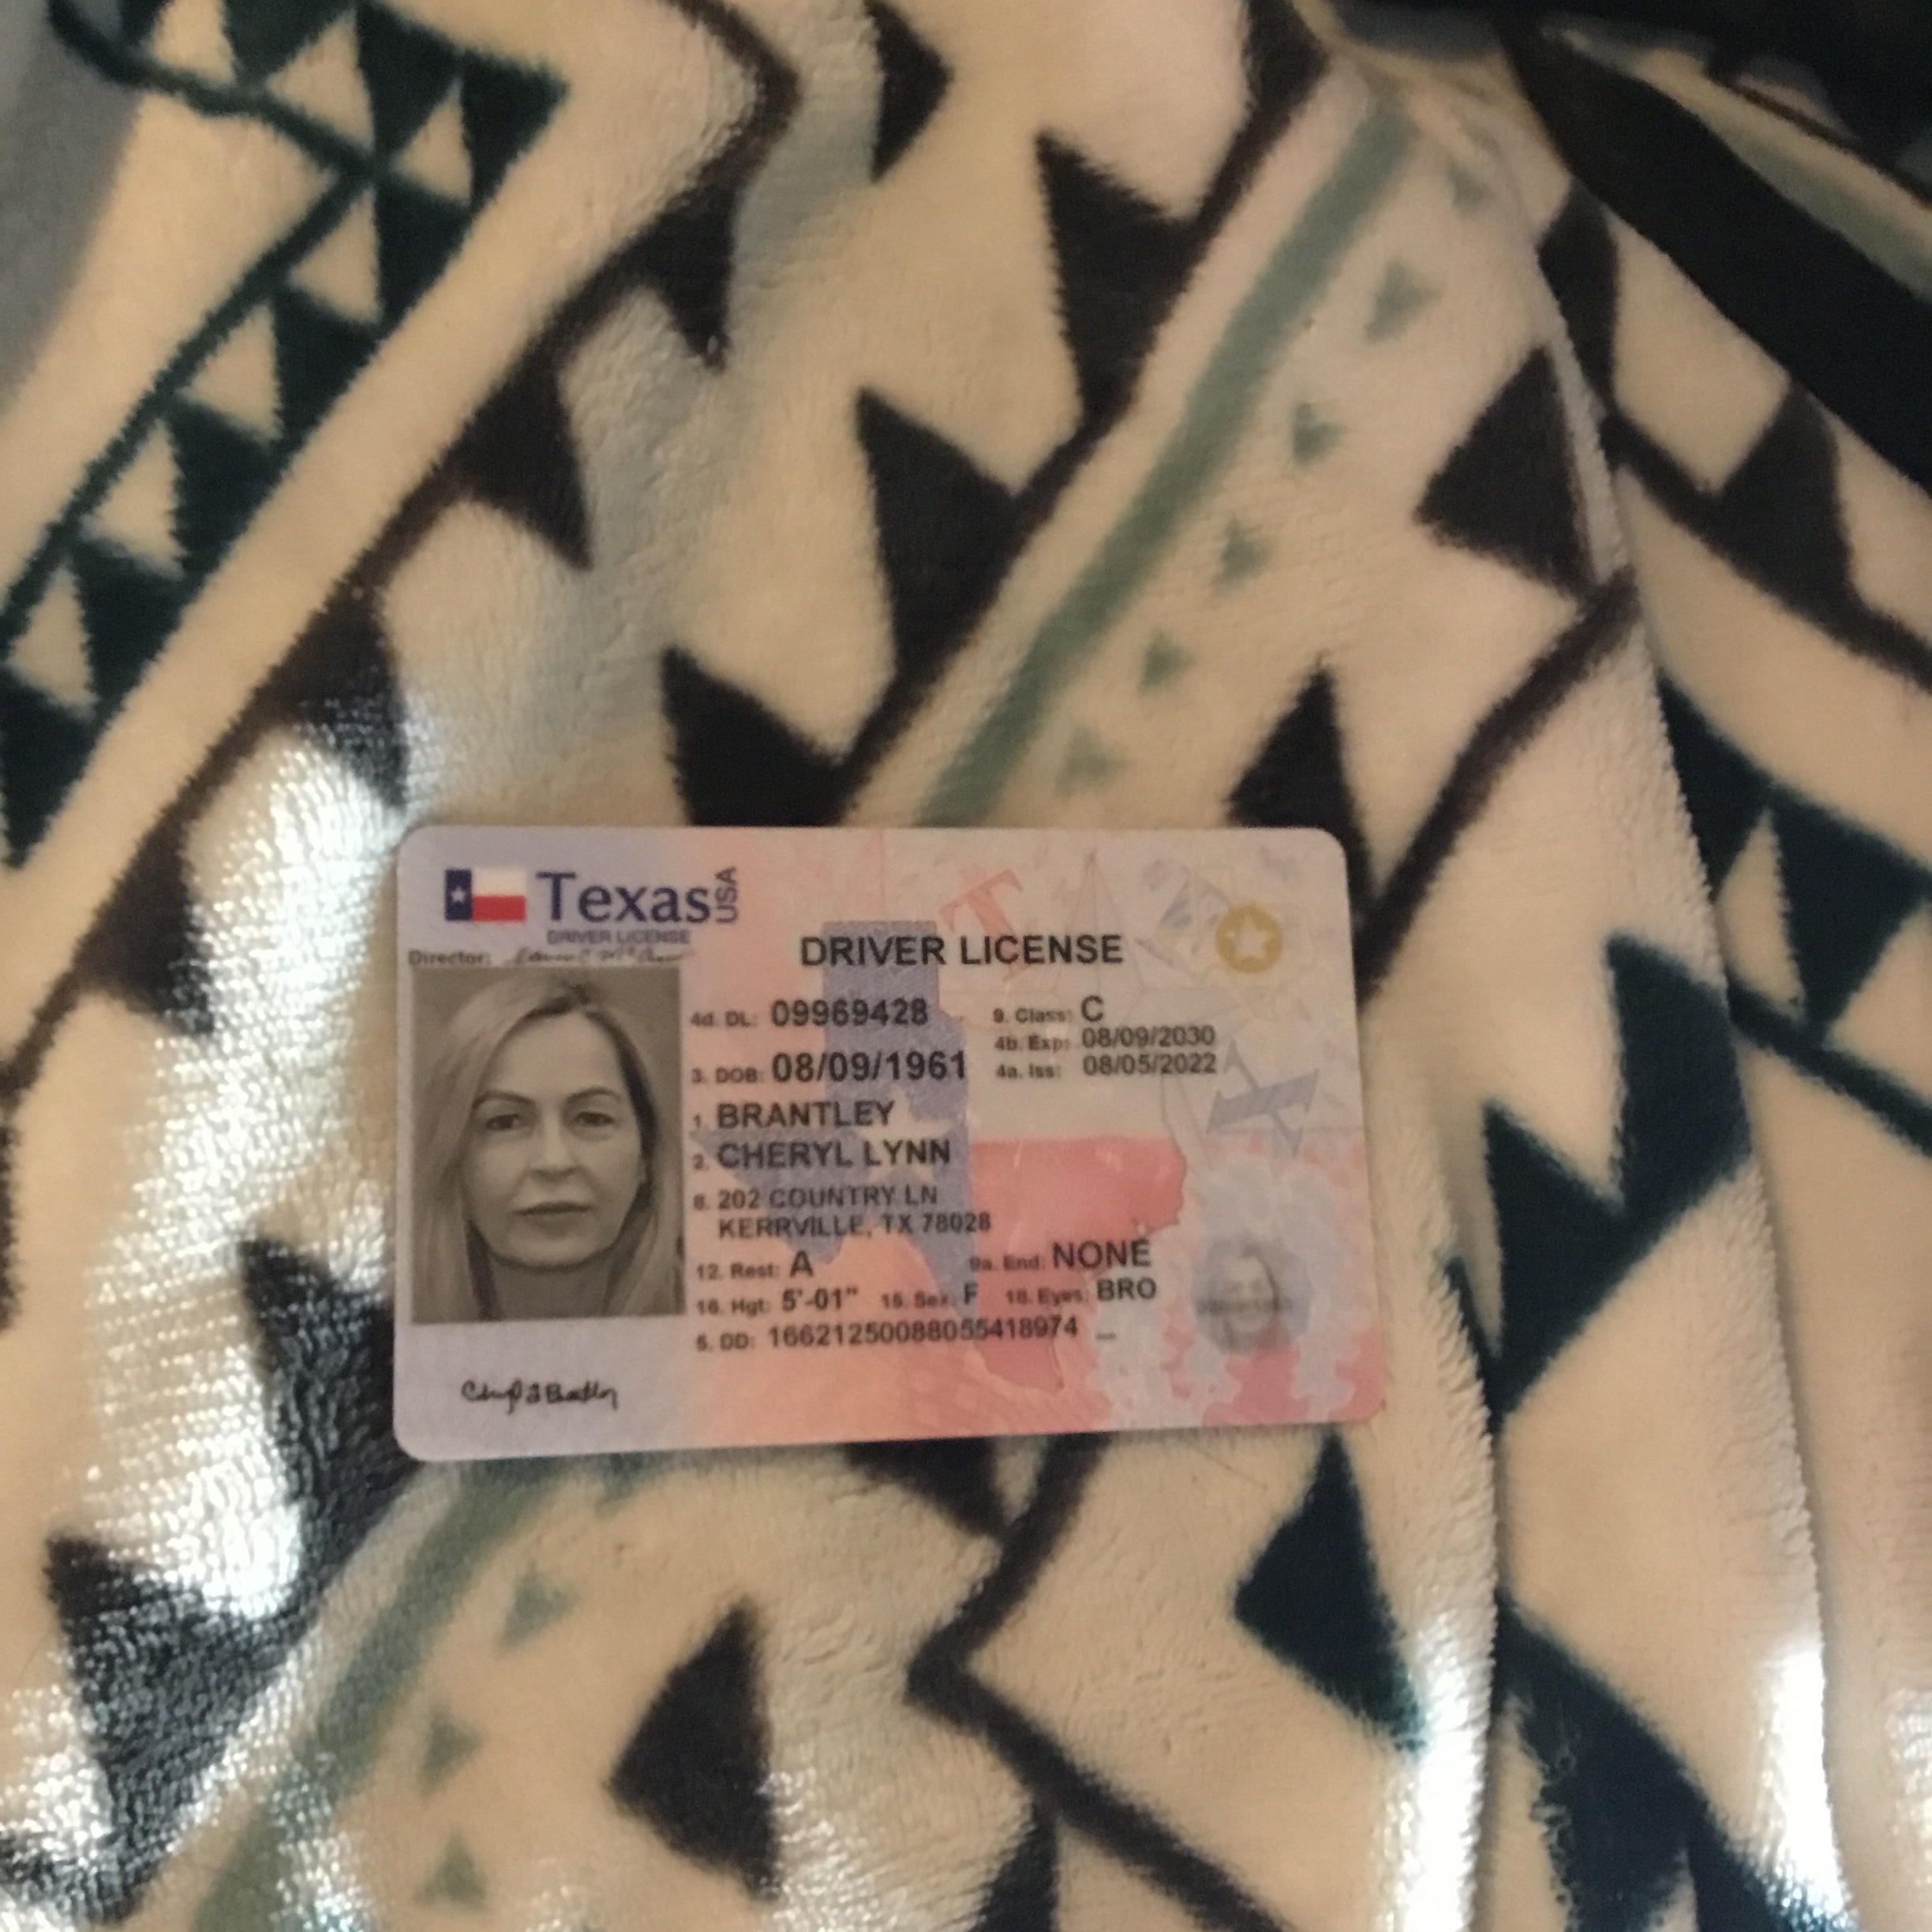 Texas USA
DRIVER LICENSE
Director:
DRIVER LICENSE
4d. DL: 09969428 9. Class: C
4b. Exp: 08/09/2030
3. DOB: 08/09/1961 4a. Iss: 08/05/2022
1. BRANTLEY
2. CHERYL LYNN
8. 202 COUNTRY LN
KERRVILLE, TX 78028
12. Rest: A 9a. End: NONE
16. Hgt: 5'-01" 15. Sex: F 18. Eyes: BRO
5. DD: 16621250088055418974